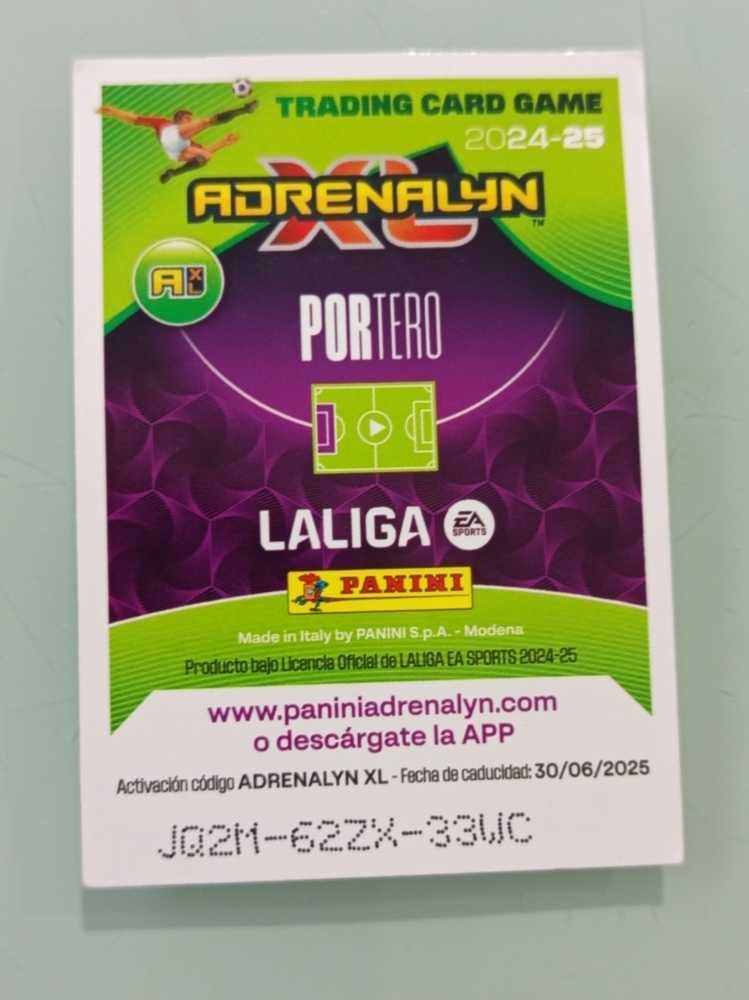 TRADING CARD GAME
2024-25
ADRENALYN
XL™
AXL
PORTERO
LALIGA
EA
SPORTS
PANINI
Made in Italy by PANINI S.p.A. - Modena
Producto bajo Licencia Oficial de LALIGA EA SPORTS 2024-25
www.paniniadrenalyn.com
o descárgate la APP
Activación código ADRENALYN XL - Fecha de caducidad: 30/06/2025
JQ2M-62ZX-33WC